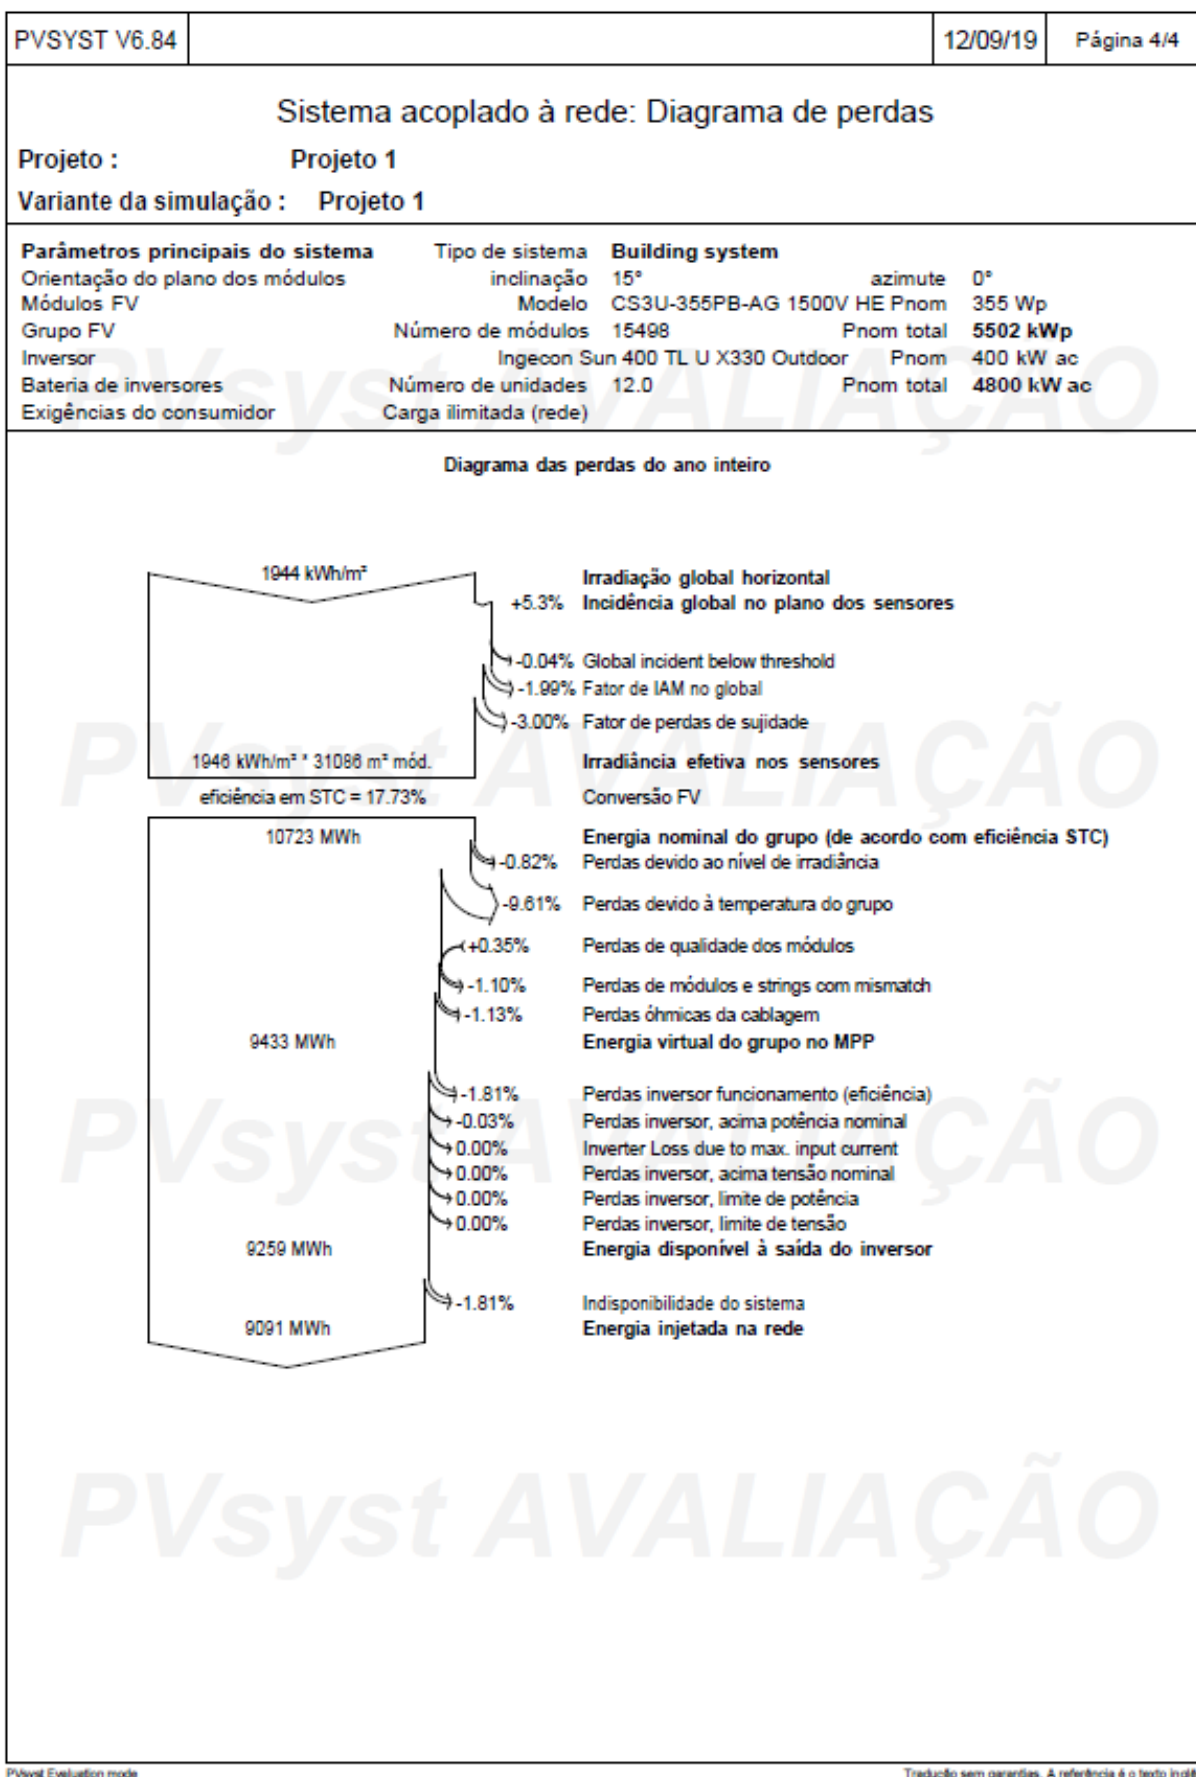 PVSYST V6.84 12/09/19 Página 4/4
Sistema acoplado à rede: Diagrama de perdas
Projeto : Projeto 1
Variante da simulação : Projeto 1
Parâmetros principais do sistema Tipo de sistema Building system
Orientação do plano dos módulos inclinação 15° azimute 0°
Módulos FV Modelo CS3U-355PB-AG 1500V HE Pnom 355 Wp
Grupo FV Número de módulos 15498 Pnom total 5502 kWp
Inversor Ingecon Sun 400 TL U X330 Outdoor Pnom 400 kW ac
Bateria de inversores Número de unidades 12.0 Pnom total 4800 kW ac
Exigências do consumidor Carga ilimitada (rede)
PVsyst AVALIAÇÃO
Diagrama das perdas do ano inteiro
1944 kWh/m² Irradiação global horizontal
+5.3% Incidência global no plano dos sensores
-0.04% Global incident below threshold
-1.99% Fator de IAM no global
-3.00% Fator de perdas de sujidade
PVsyst AVALIAÇÃO
1946 kWh/m² * 31086 m² mód. Irradiância efetiva nos sensores
eficiência em STC = 17.73% Conversão FV
10723 MWh Energia nominal do grupo (de acordo com eficiência STC)
-0.82% Perdas devido ao nível de irradiância
-9.61% Perdas devido à temperatura do grupo
+0.35% Perdas de qualidade dos módulos
-1.10% Perdas de módulos e strings com mismatch
-1.13% Perdas óhmicas da cablagem
9433 MWh Energia virtual do grupo no MPP
-1.81% Perdas inversor funcionamento (eficiência)
-0.03% Perdas inversor, acima potência nominal
PVsyst AVALIAÇÃO
0.00% Inverter Loss due to max. input current
0.00% Perdas inversor, acima tensão nominal
0.00% Perdas inversor, limite de potência
0.00% Perdas inversor, limite de tensão
9259 MWh Energia disponível à saída do inversor
-1.81% Indisponibilidade do sistema
9091 MWh Energia injetada na rede
PVsyst AVALIAÇÃO
PVsyst Evaluation mode Tradução sem garantias. A referência é o texto inglê